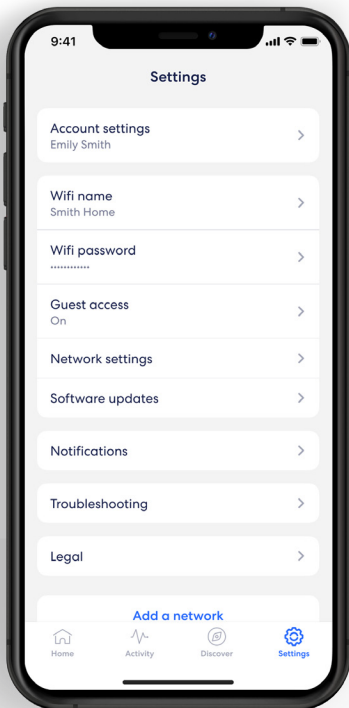 9:41
Settings
Account settings
Emily Smith
Wifi name
Smith Home
Wifi password
••••••••••••
Guest access
On
Network settings
Software updates
Notifications
Troubleshooting
Legal
Add a network
Home Activity Discover Settings